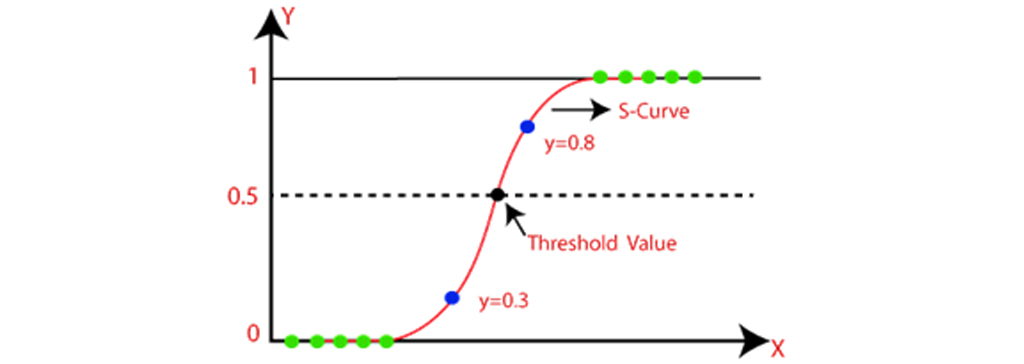 Y
1
S-Curve
y=0.8
0.5
Threshold Value
y=0.3
0
X